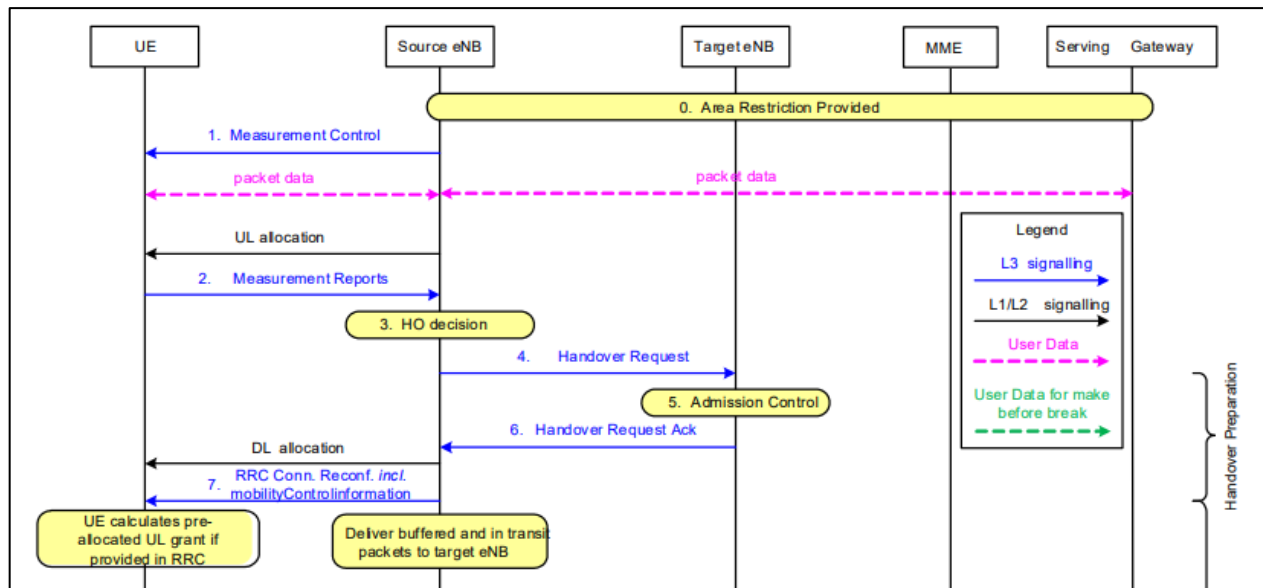 UE
Source eNB
Target eNB
MME
Serving Gateway
0. Area Restriction Provided
1. Measurement Control
packet data
packet data
Legend
UL allocation
L3 signalling
2. Measurement Reports
L1/L2 signalling
3. HO decision
User Data
4. Handover Request
User Data for make
before break
5. Admission Control
6. Handover Request Ack
DL allocation
7. RRC Conn. Reconf. incl.
mobilityControlinformation
Handover Preparation
UE calculates pre-
allocated UL grant if
provided in RRC
Deliver buffered and in transit
packets to target eNB